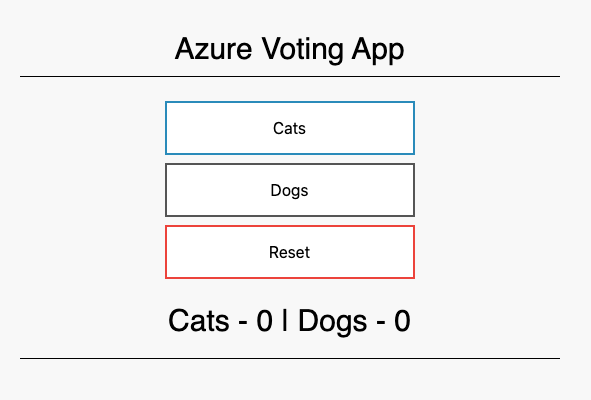 Azure Voting App
Cats
Dogs
Reset
Cats - 0 | Dogs - 0